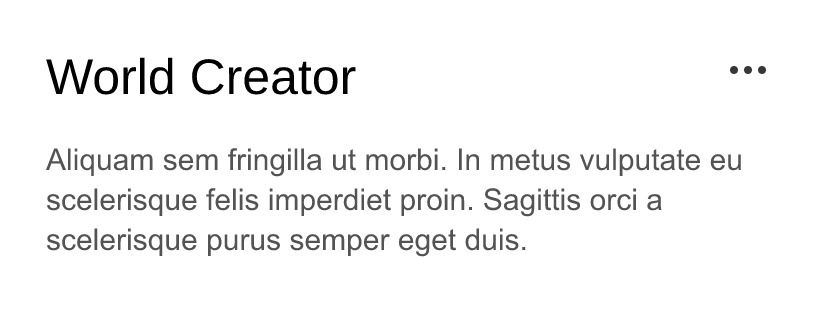 World Creator
Aliquam sem fringilla ut morbi. In metus vulputate eu
scelerisque felis imperdiet proin. Sagittis orci a
scelerisque purus semper eget duis.